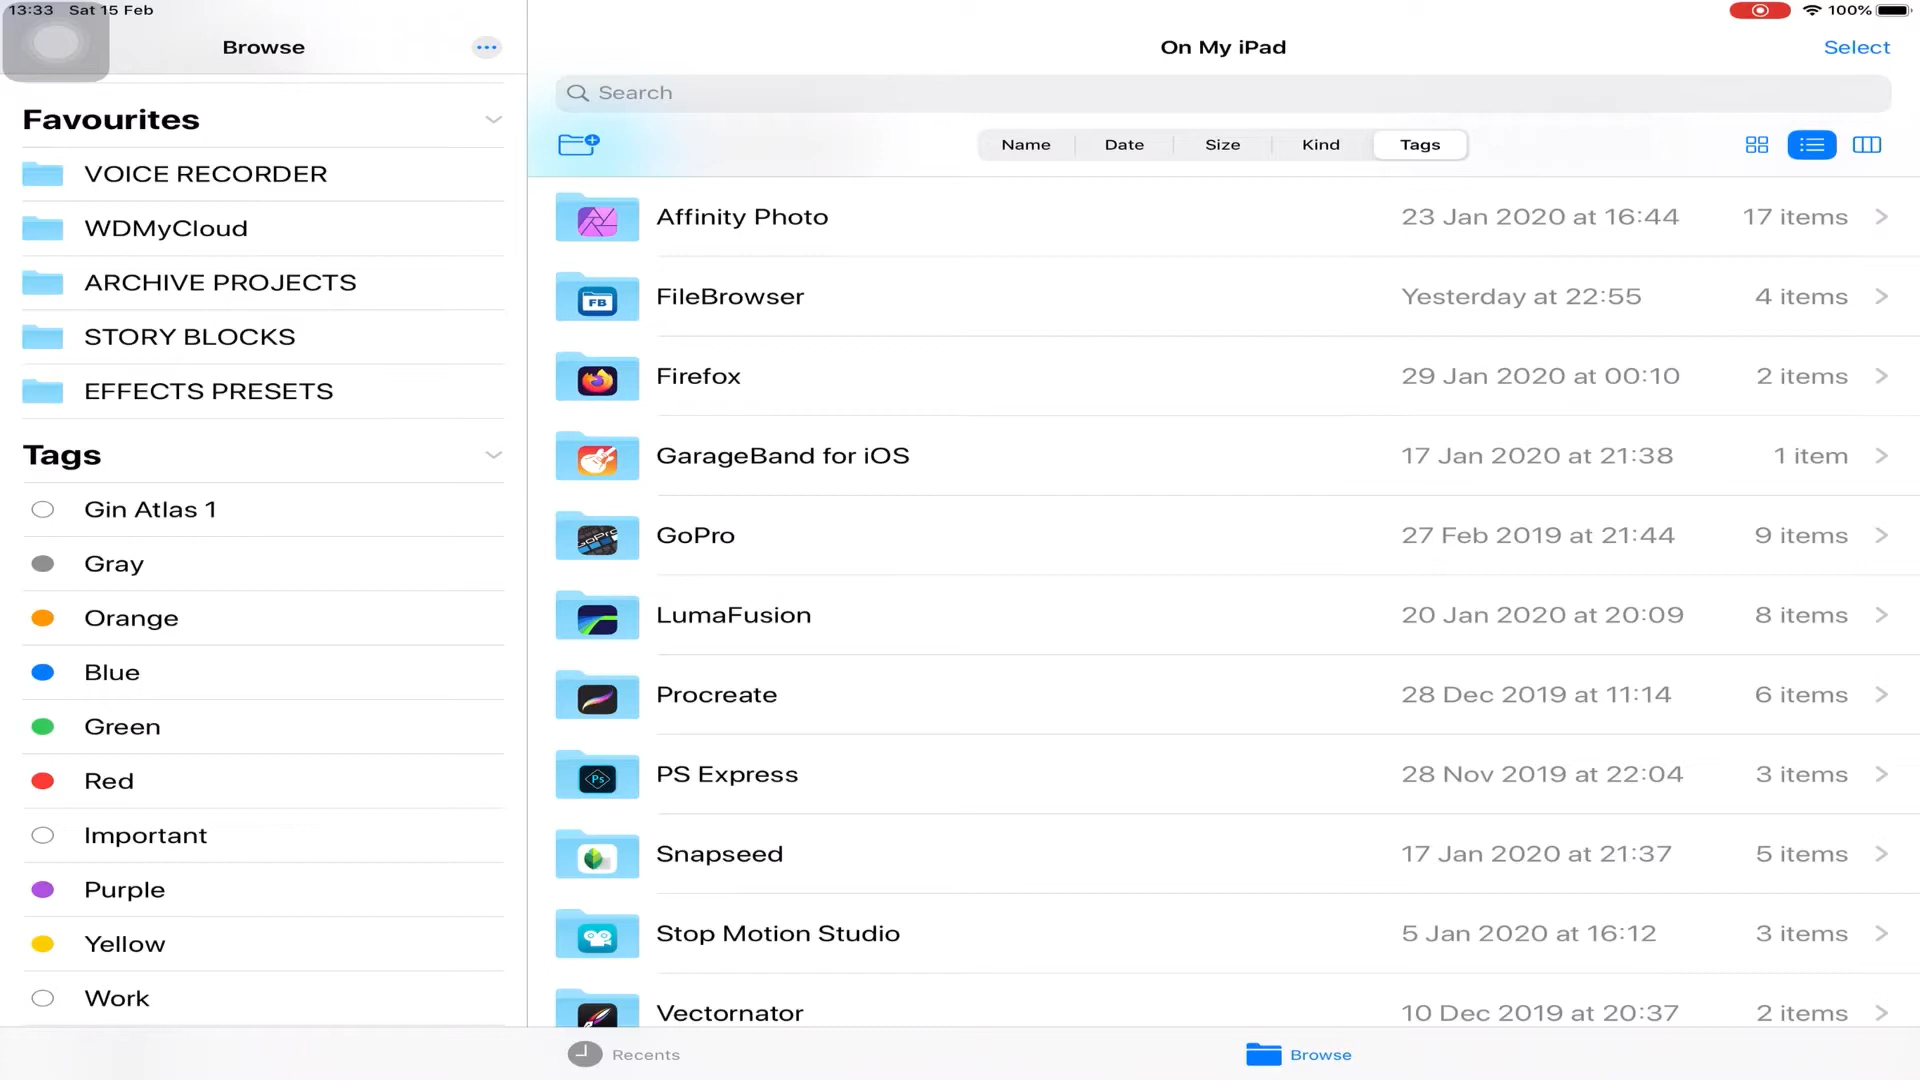 13:33 Sat 15 Feb
100%
Browse
Favourites
VOICE RECORDER
WDMyCloud
ARCHIVE PROJECTS
STORY BLOCKS
EFFECTS PRESETS
Tags
Gin Atlas 1
Gray
Orange
Blue
Green
Red
Important
Purple
Yellow
Work
On My iPad
Select
Search
Name Date Size Kind Tags
Affinity Photo 23 Jan 2020 at 16:44 17 items
FB
FileBrowser Yesterday at 22:55 4 items
Firefox 29 Jan 2020 at 00:10 2 items
GarageBand for iOS 17 Jan 2020 at 21:38 1 item
GoPro
GoPro 27 Feb 2019 at 21:44 9 items
LumaFusion 20 Jan 2020 at 20:09 8 items
Procreate 28 Dec 2019 at 11:14 6 items
Ps
PS Express 28 Nov 2019 at 22:04 3 items
Snapseed 17 Jan 2020 at 21:37 5 items
Stop Motion Studio 5 Jan 2020 at 16:12 3 items
Vectornator 10 Dec 2019 at 20:37 2 items
Recents
Browse